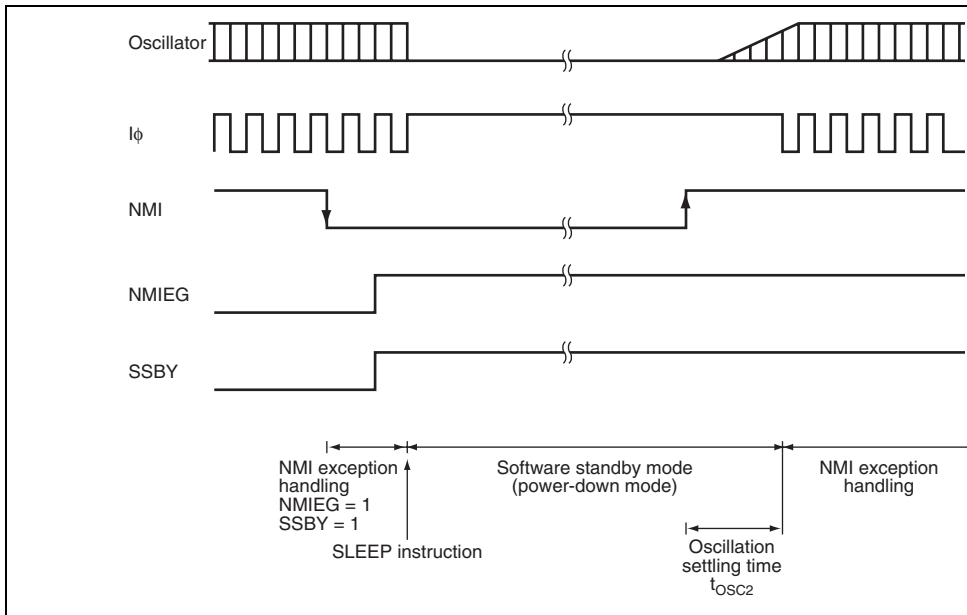 Oscillator
Iφ
NMI
NMIEG
SSBY
NMI exception
handling
NMIEG = 1
SSBY = 1
SLEEP instruction
Software standby mode
(power-down mode)
Oscillation
settling time
tOSC2
NMI exception
handling